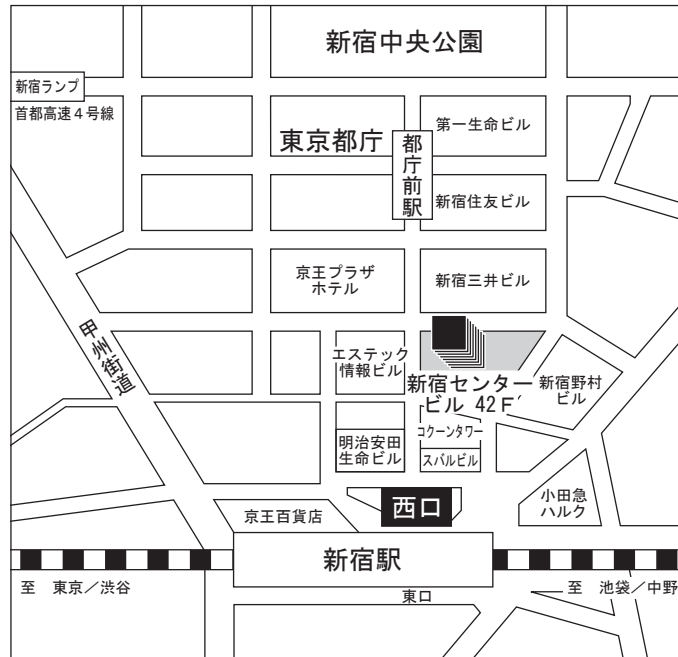 新宿中央公園
新宿ランプ
首都高速４号線
東京都庁
都庁前駅
第一生命ビル
新宿住友ビル
京王プラザ
ホテル
新宿三井ビル
甲州街道
エステック
情報ビル
新宿センター
ビル 42F
新宿野村
ビル
明治安田
生命ビル
コクーンタワー
スバルビル
京王百貨店
西口
小田急
ハルク
新宿駅
至 東京／渋谷
東口
至 池袋／中野